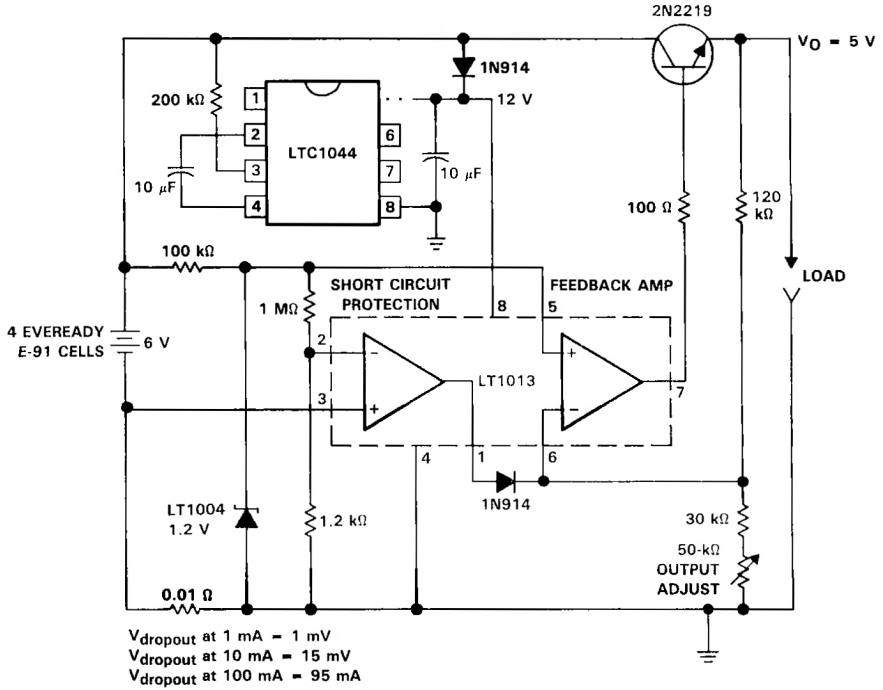 2N2219
V_O = 5 V
1N914
12 V
200 kΩ
1
2
3
4
LTC1044
6
7
8
10 μF
10 μF
100 Ω
120
kΩ
100 kΩ
SHORT CIRCUIT
PROTECTION
FEEDBACK AMP
LOAD
1 MΩ
8
5
4 EVEREADY
E-91 CELLS
6 V
2
-
+
LT1013
3
+
-
7
4
1
6
1N914
LT1004
1.2 V
1.2 kΩ
30 kΩ
50-kΩ
OUTPUT
ADJUST
0.01 Ω
Vdropout at 1 mA = 1 mV
Vdropout at 10 mA = 15 mV
Vdropout at 100 mA = 95 mA